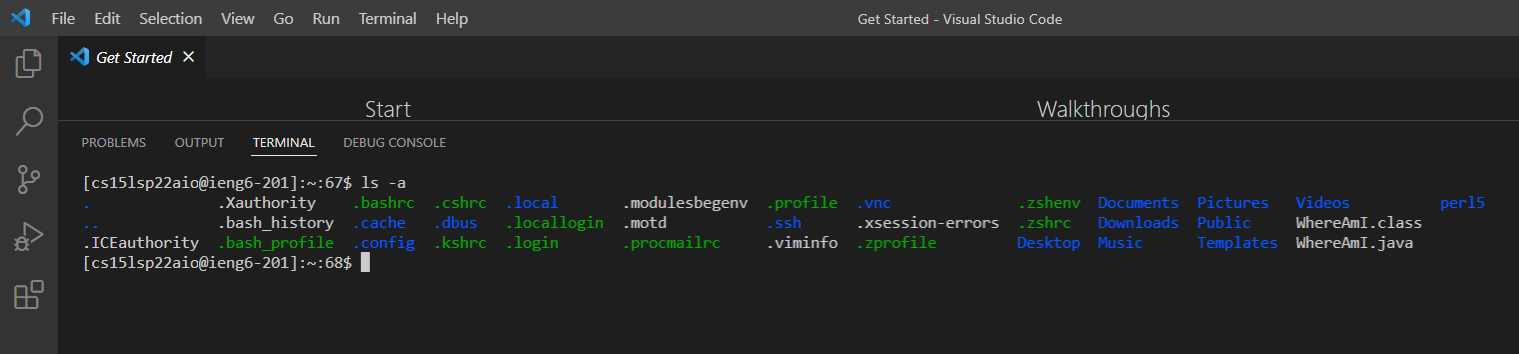 File Edit Selection View Go Run Terminal Help Get Started - Visual Studio Code
Get Started
Start Walkthroughs
PROBLEMS OUTPUT TERMINAL DEBUG CONSOLE
[cs15lsp22aio@ieng6-201]:~:67$ ls -a
. .Xauthority .bashrc .cshrc .local .modulesbegenv .profile .vnc .zshenv Documents Pictures Videos perl5
.. .bash_history .cache .dbus .locallogin .motd .ssh .xsession-errors .zshrc Downloads Public WhereAmI.class
.ICEauthority .bash_profile .config .kshrc .login .procmailrc .viminfo .zprofile Desktop Music Templates WhereAmI.java
[cs15lsp22aio@ieng6-201]:~:68$